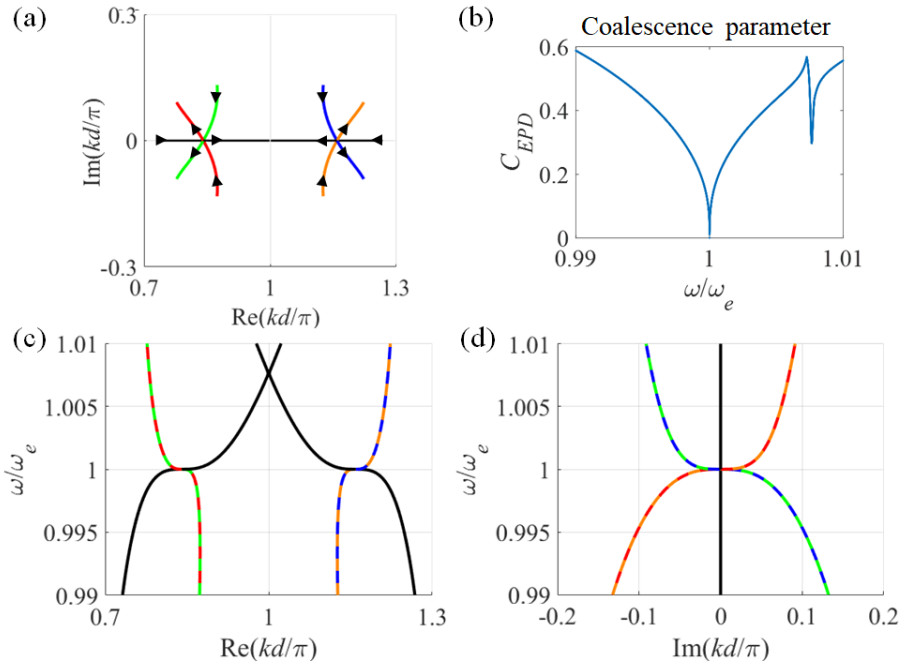 (a)
0.3
0
-0.3
Im(kd/π)
0.7
1
1.3
Re(kd/π)
(b)
Coalescence parameter
0.6
0.4
0.2
0
C_EPD
0.99
1
1.01
ω/ω_e
(c)
1.01
1.005
1
0.995
0.99
ω/ω_e
0.7
1
1.3
Re(kd/π)
(d)
1.01
1.005
1
0.995
0.99
ω/ω_e
-0.2
-0.1
0
0.1
0.2
Im(kd/π)